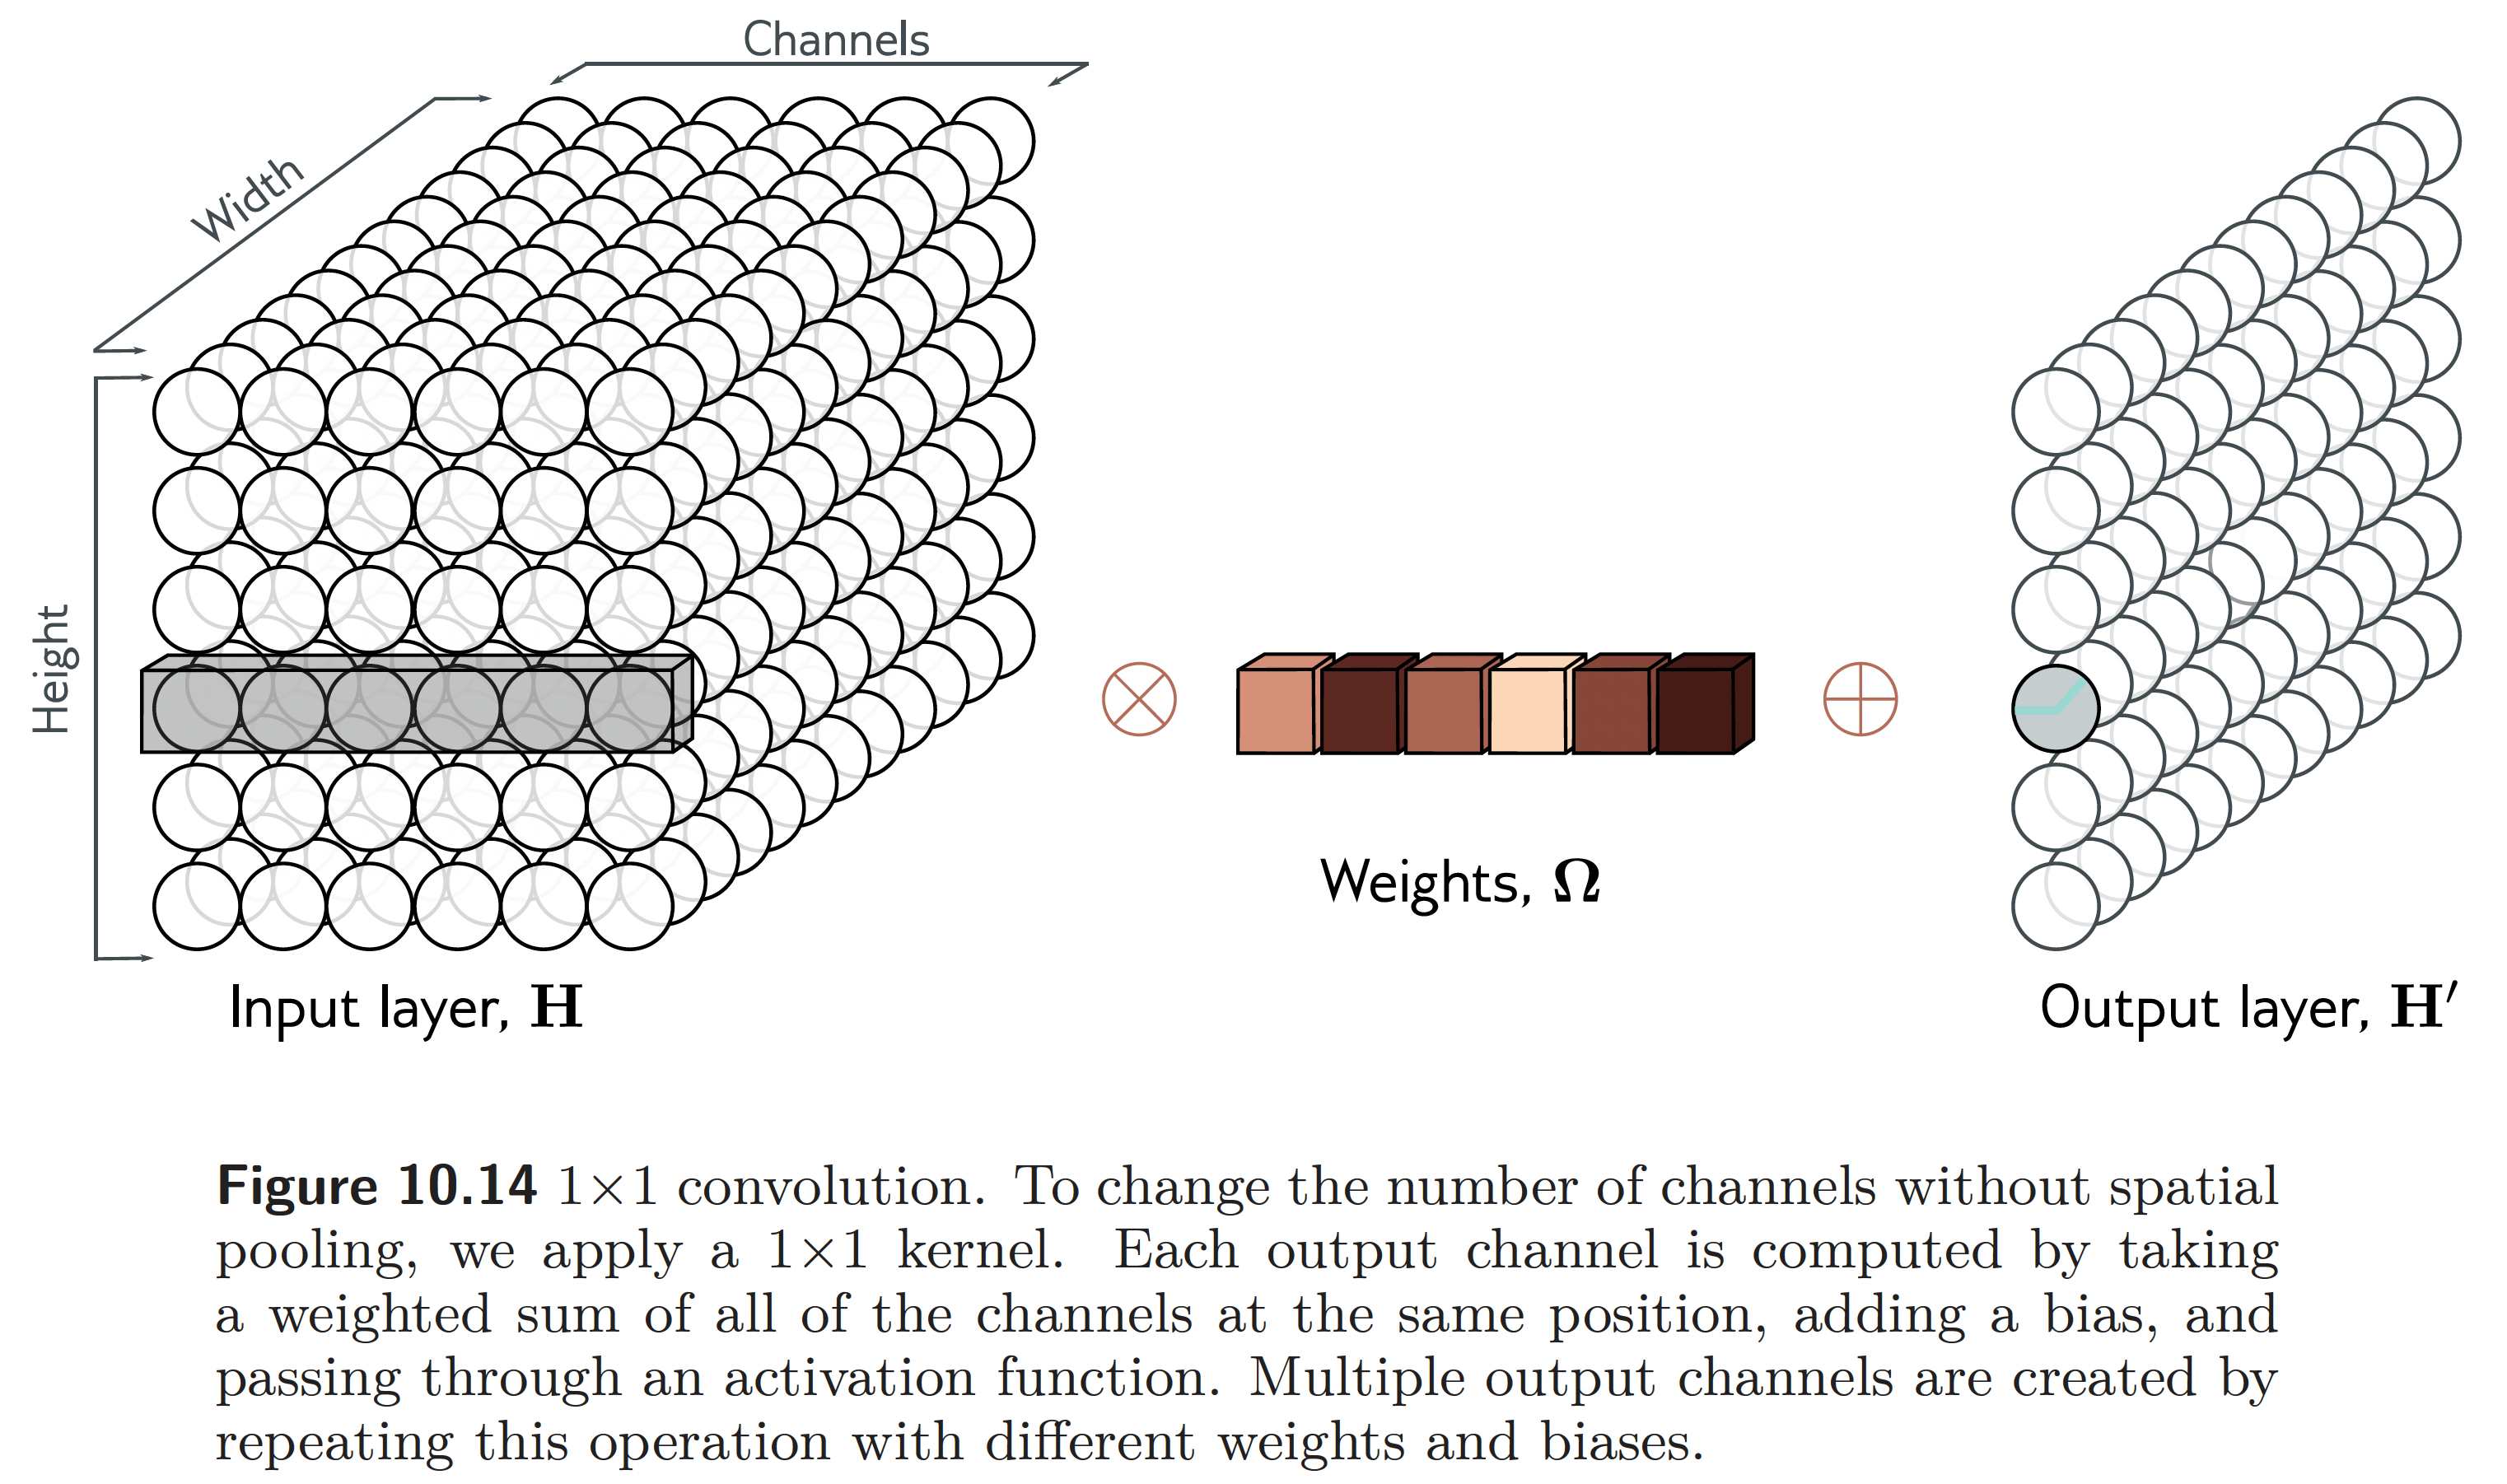 Channels
Width
Height
Weights, Ω
Input layer, H
Output layer, H′
Figure 10.14 1×1 convolution. To change the number of channels without spatial
pooling, we apply a 1×1 kernel. Each output channel is computed by taking
a weighted sum of all of the channels at the same position, adding a bias, and
passing through an activation function. Multiple output channels are created by
repeating this operation with different weights and biases.